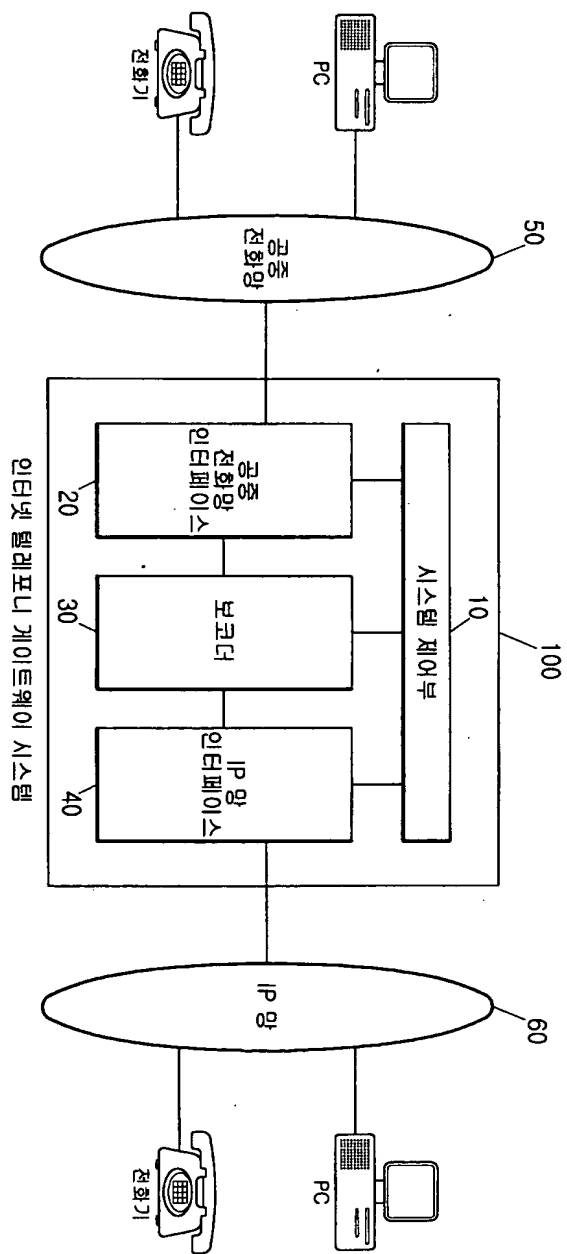 PC
전화기
50
공중
전화망
100
10
시스템 제어부
공중
전화망
인터페이스
20
보코더
30
IP 망
인터페이스
40
인터넷 텔레포니 게이트웨이 시스템
60
IP 망
PC
전화기